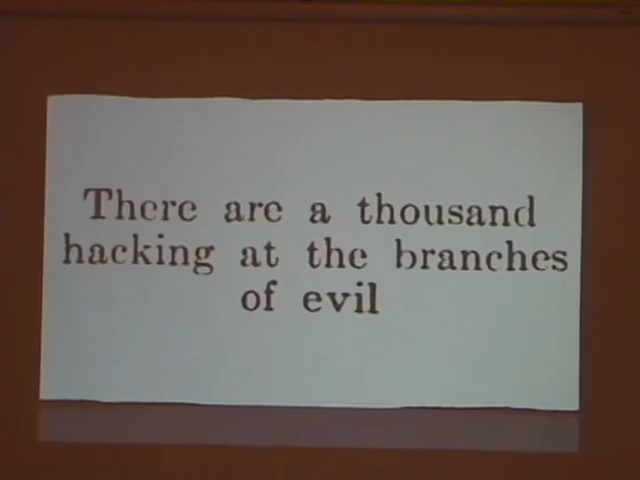 There are a thousand
hacking at the branches
of evil